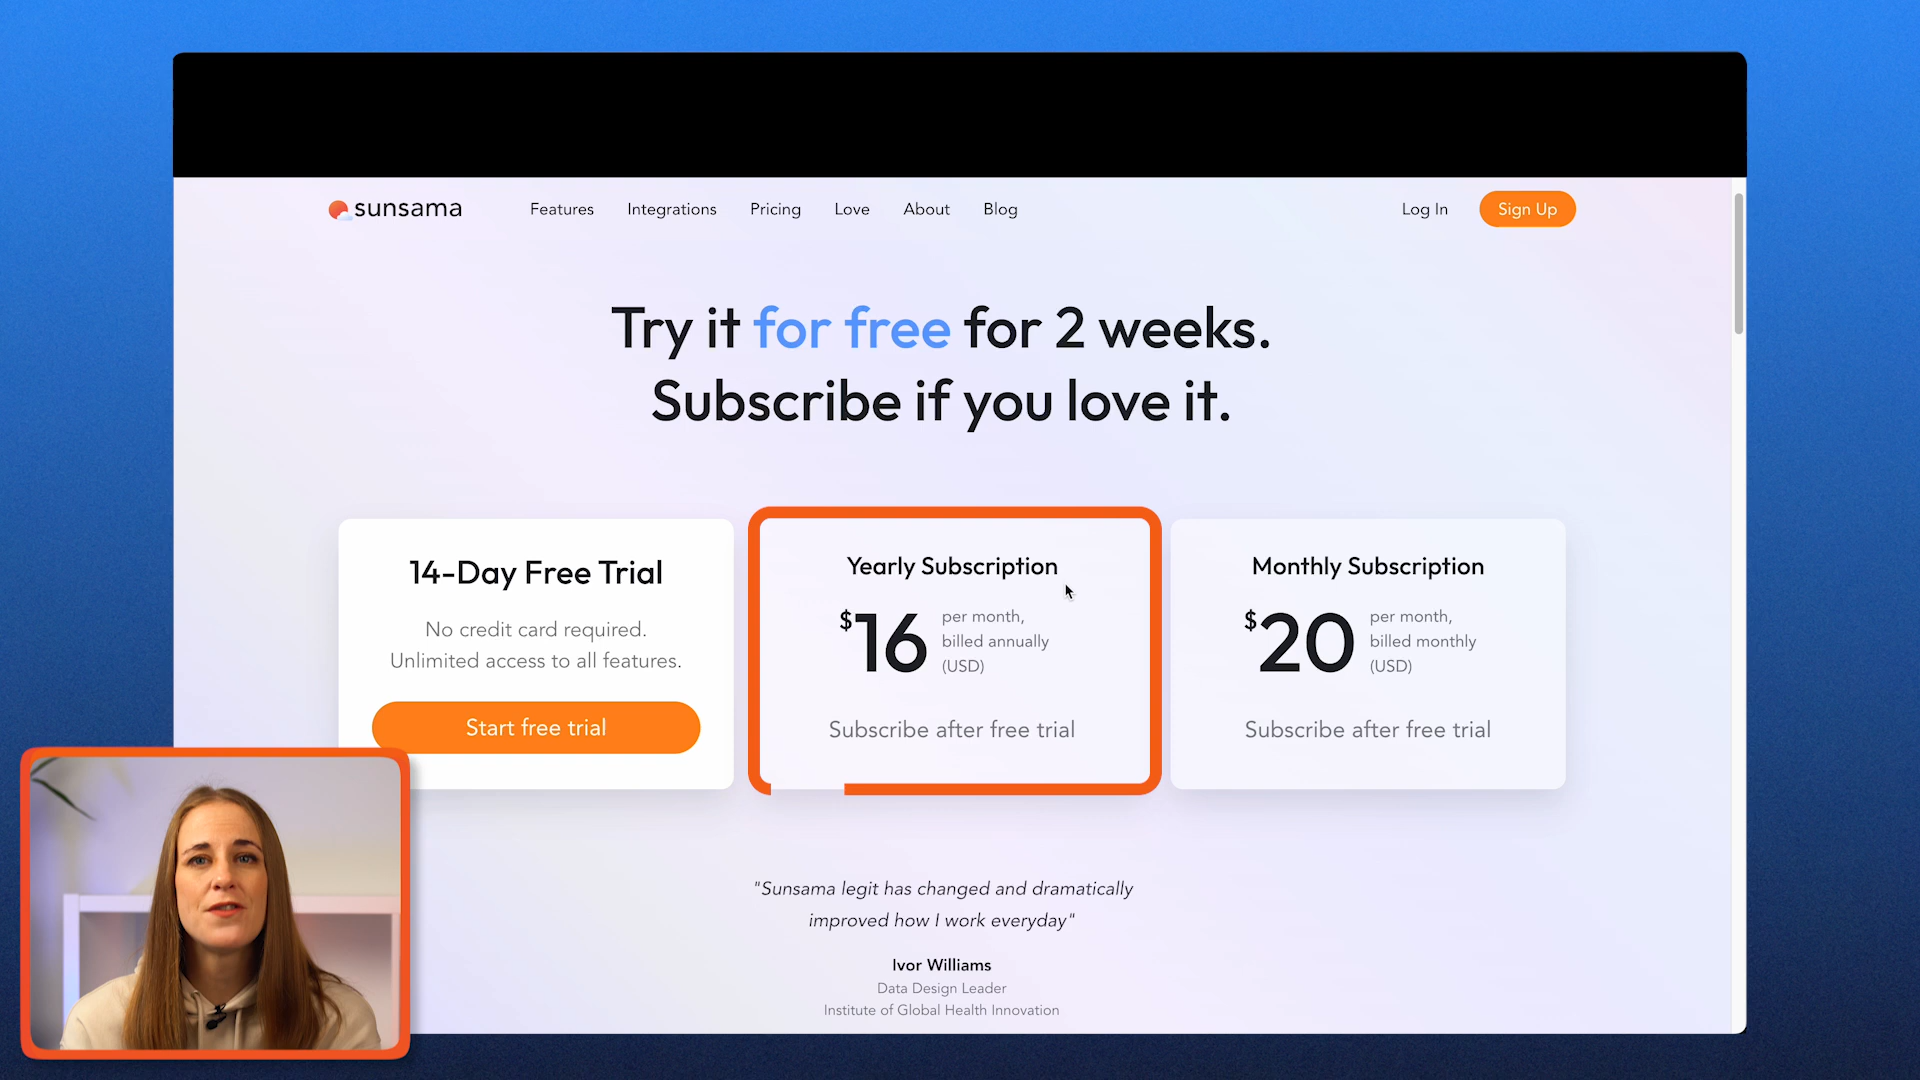 sunsama
Features
Integrations
Pricing
Love
About
Blog
Log In
Sign Up
Try it for free for 2 weeks.
Subscribe if you love it.
14-Day Free Trial
No credit card required.
Unlimited access to all features.
Start free trial
Yearly Subscription
$16
per month,
billed annually
(USD)
Subscribe after free trial
Monthly Subscription
$20
per month,
billed monthly
(USD)
Subscribe after free trial
"Sunsama legit has changed and dramatically
improved how I work everyday"
Ivor Williams
Data Design Leader
Institute of Global Health Innovation